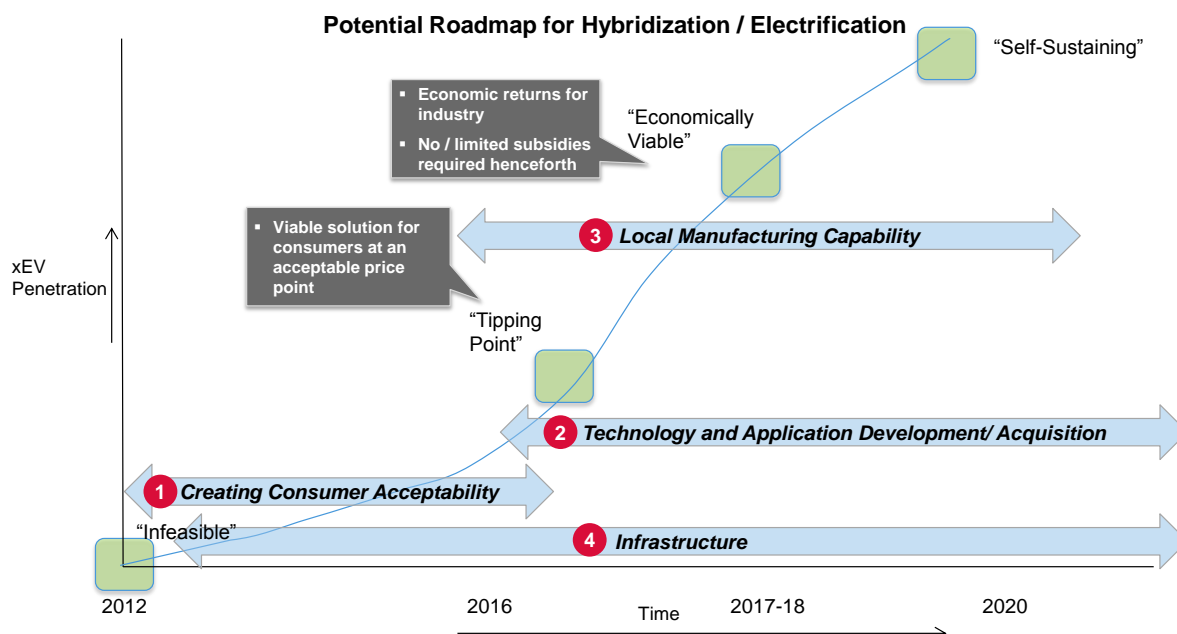 Potential Roadmap for Hybridization / Electrification
“Self-Sustaining”
▪ Economic returns for
industry
▪ No / limited subsidies
required henceforth
“Economically
Viable”
▪ Viable solution for
consumers at an
acceptable price
point
3 Local Manufacturing Capability
xEV
Penetration
“Tipping
Point”
2 Technology and Application Development/ Acquisition
1 Creating Consumer Acceptability
“Infeasible”
4 Infrastructure
2012
2016
2017-18
2020
Time